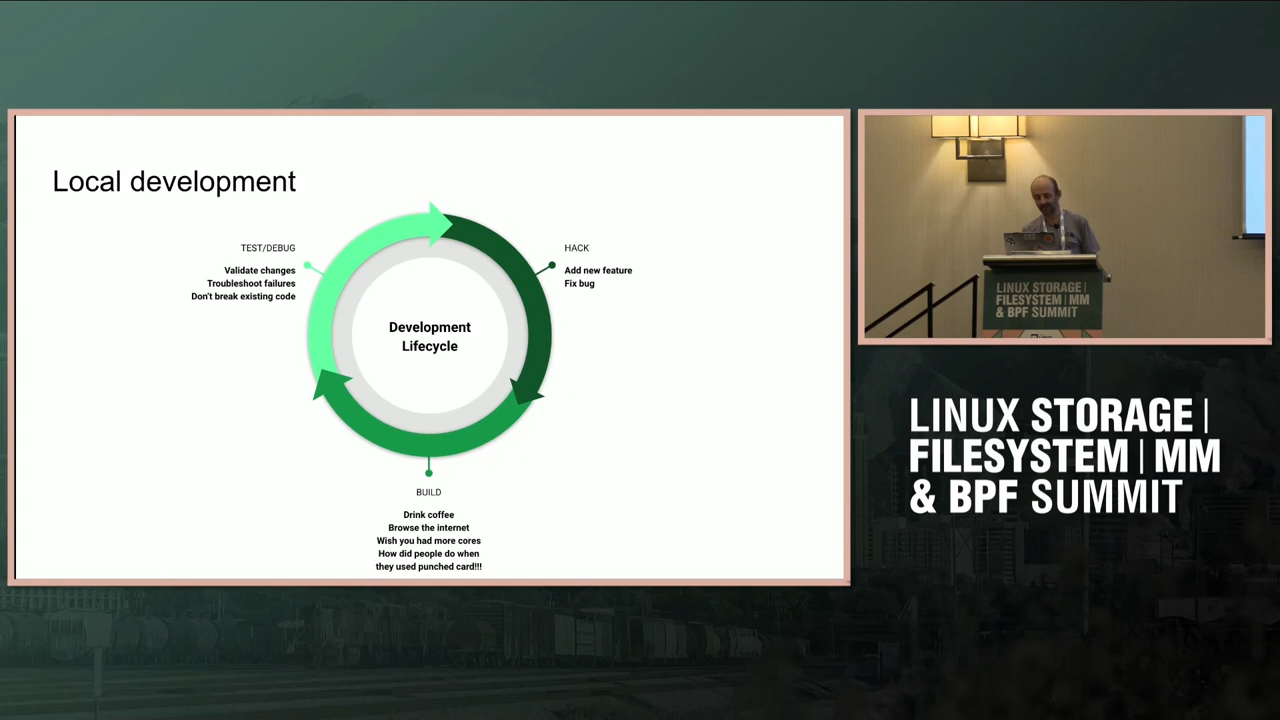 Local development
TEST/DEBUG
Validate changes
Troubleshoot failures
Don't break existing code
HACK
Add new feature
Fix bug
Development
Lifecycle
BUILD
Drink coffee
Browse the internet
Wish you had more cores
How did people do when
they used punched card!!!
LINUX STORAGE |
FILESYSTEM | MM
& BPF SUMMIT
LINUX STORAGE |
FILESYSTEM | MM
& BPF SUMMIT